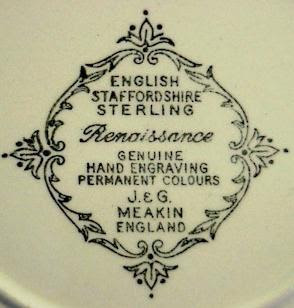 ENGLISH
STAFFORDSHIRE
STERLING
Renaissance
GENUINE
HAND ENGRAVING
PERMANENT COLOURS
J. & G.
MEAKIN
ENGLAND